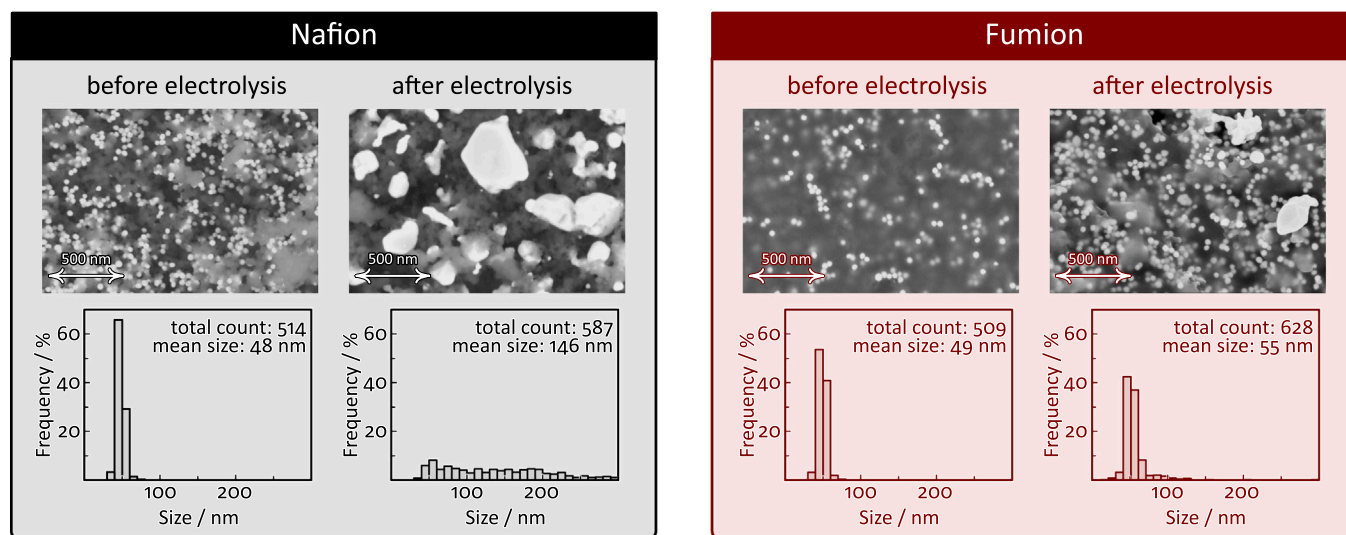 Nafion
before electrolysis
after electrolysis
500 nm
500 nm
total count: 514
mean size: 48 nm
Frequency / %
60
40
20
100
200
Size / nm
total count: 587
mean size: 146 nm
Frequency / %
60
40
20
100
200
Size / nm
Fumion
before electrolysis
after electrolysis
500 nm
500 nm
total count: 509
mean size: 49 nm
Frequency / %
60
40
20
100
200
Size / nm
total count: 628
mean size: 55 nm
Frequency / %
60
40
20
100
200
Size / nm